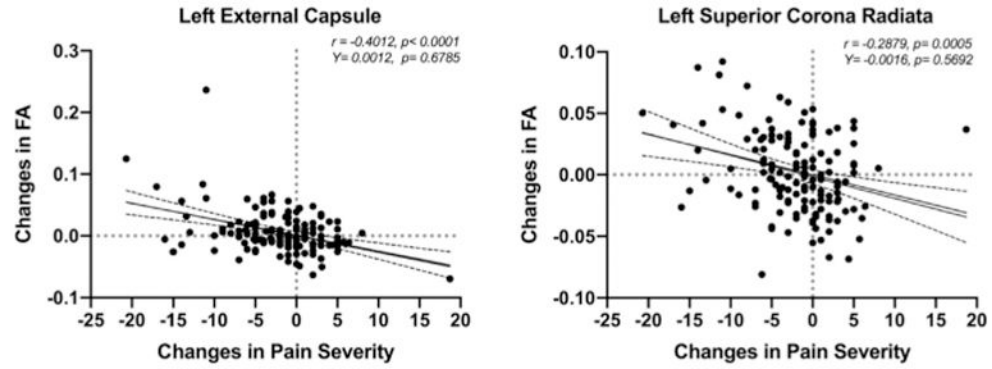 Left External Capsule
r = -0.4012, p< 0.0001
Y= 0.0012, p= 0.6785
Changes in FA
0.3
0.2
0.1
0.0
-0.1
-25 -20 -15 -10 -5 0 5 10 15 20
Changes in Pain Severity
Left Superior Corona Radiata
r = -0.2879, p= 0.0005
Y= -0.0016, p= 0.5692
Changes in FA
0.10
0.05
0.00
-0.05
-0.10
-25 -20 -15 -10 -5 0 5 10 15 20
Changes in Pain Severity